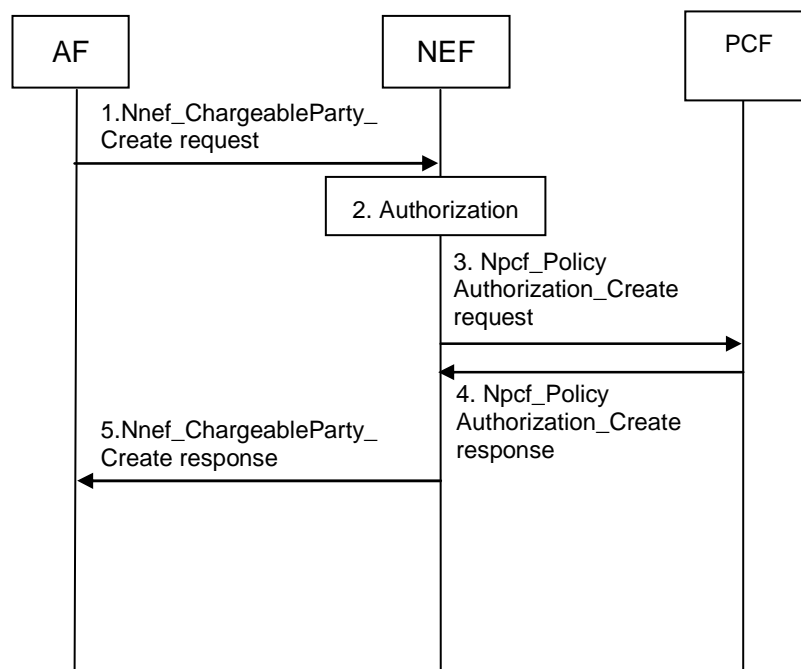 AF
NEF
PCF
1.Nnef_ChargeableParty_
Create request
2. Authorization
3. Npcf_Policy
Authorization_Create
request
4. Npcf_Policy
Authorization_Create
response
5.Nnef_ChargeableParty_
Create response